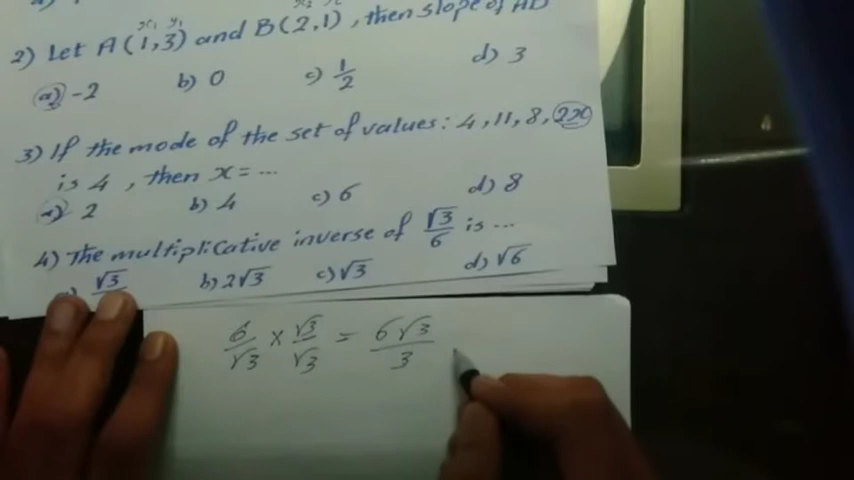 x₁ y₁
2) Let A(1,3) and B(2,1), then slope of AB
a) -2 b) 0 c) 1/2 d) 3
3) If the mode of the set of values: 4, 11, 8, 2x
is 4, then x = ...
a) 2 b) 4 c) 6 d) 8
4) The multiplicative inverse of √3/6 is ...
√3 b) 2√3 c) √3 d) √6
6/√3 × √3/√3 = 6√3/3